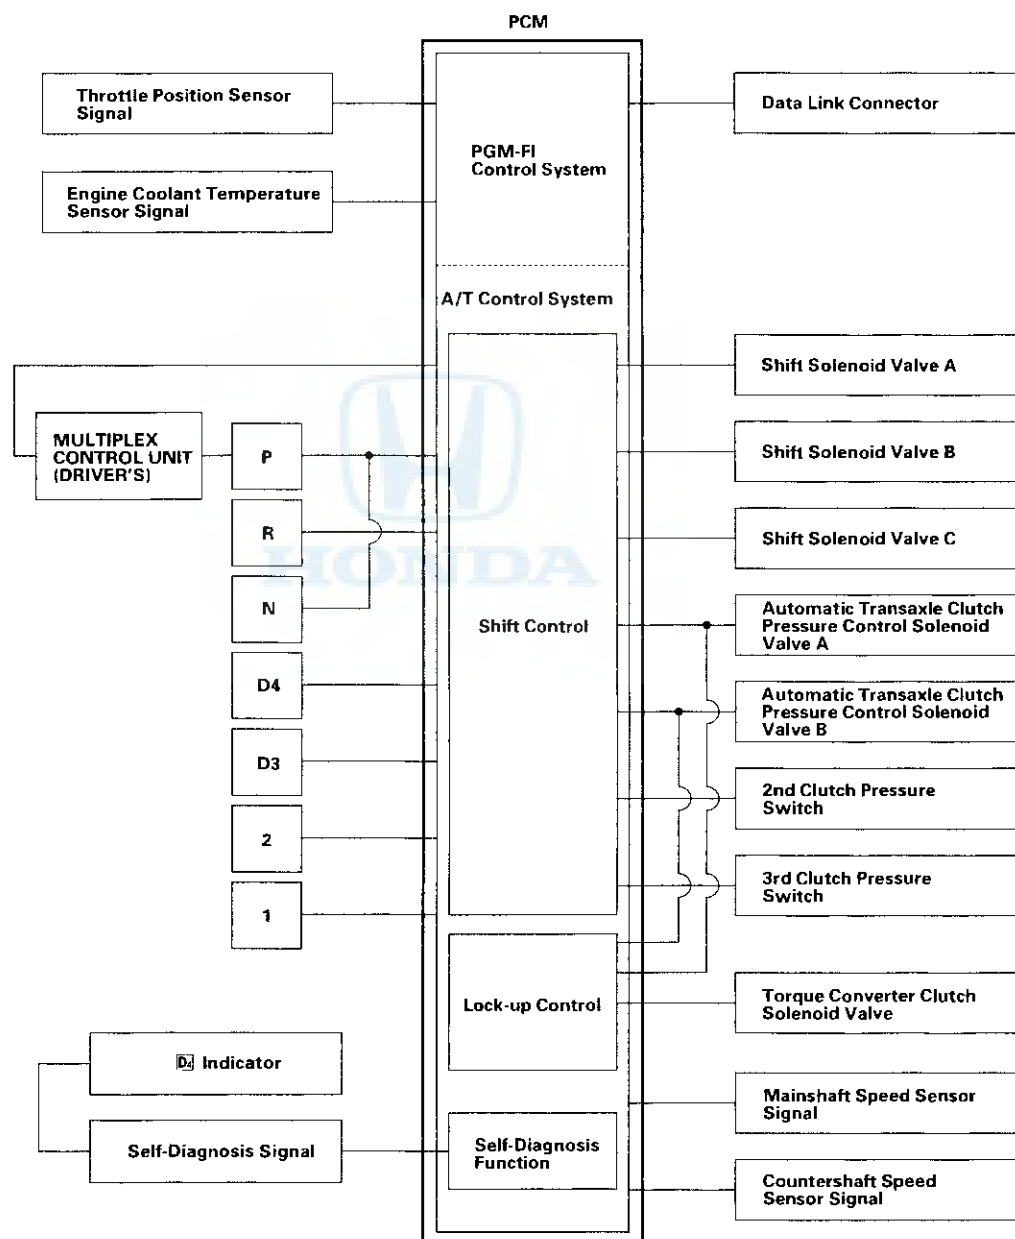 PCM
Throttle Position Sensor
Signal
Data Link Connector
PGM-FI
Control System
Engine Coolant Temperature
Sensor Signal
A/T Control System
Shift Solenoid Valve A
MULTIPLEX
CONTROL UNIT
(DRIVER'S)
P
Shift Solenoid Valve B
R
Shift Solenoid Valve C
HONDA
N
Shift Control
Automatic Transaxle Clutch
Pressure Control Solenoid
Valve A
D4
Automatic Transaxle Clutch
Pressure Control Solenoid
Valve B
D3
2nd Clutch Pressure
Switch
2
3rd Clutch Pressure
Switch
1
Lock-up Control
Torque Converter Clutch
Solenoid Valve
D4 Indicator
Mainshaft Speed Sensor
Signal
Self-Diagnosis Signal
Self-Diagnosis
Function
Countershaft Speed
Sensor Signal